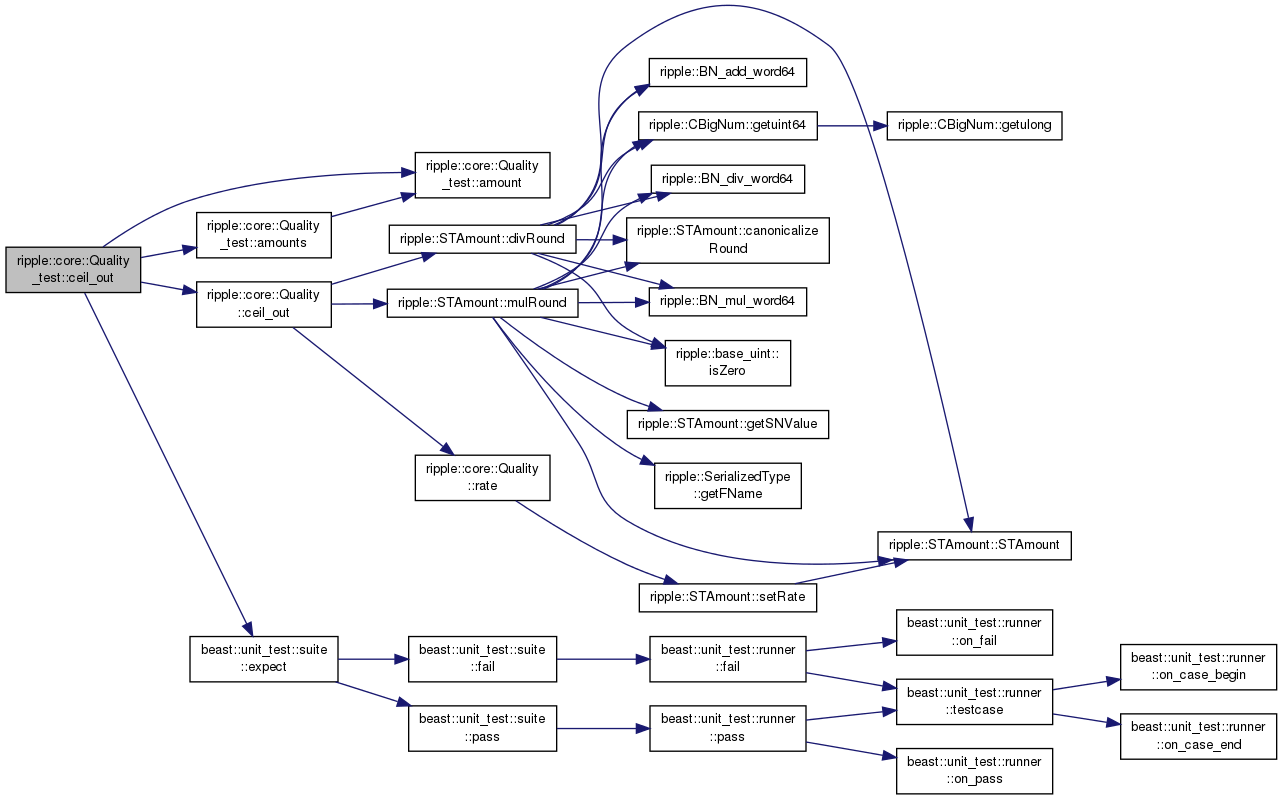 ripple::core::Quality
_test::ceil_out
ripple::core::Quality
_test::amount
ripple::core::Quality
_test::amounts
ripple::core::Quality
::ceil_out
ripple::STAmount::divRound
ripple::STAmount::mulRound
ripple::core::Quality
::rate
ripple::BN_add_word64
ripple::CBigNum::getuint64
ripple::CBigNum::getulong
ripple::BN_div_word64
ripple::STAmount::canonicalize
Round
ripple::BN_mul_word64
ripple::base_uint::
isZero
ripple::STAmount::getSNValue
ripple::SerializedType
::getFName
ripple::STAmount::STAmount
ripple::STAmount::setRate
beast::unit_test::suite
::expect
beast::unit_test::suite
::fail
beast::unit_test::suite
::pass
beast::unit_test::runner
::fail
beast::unit_test::runner
::pass
beast::unit_test::runner
::on_fail
beast::unit_test::runner
::testcase
beast::unit_test::runner
::on_pass
beast::unit_test::runner
::on_case_begin
beast::unit_test::runner
::on_case_end